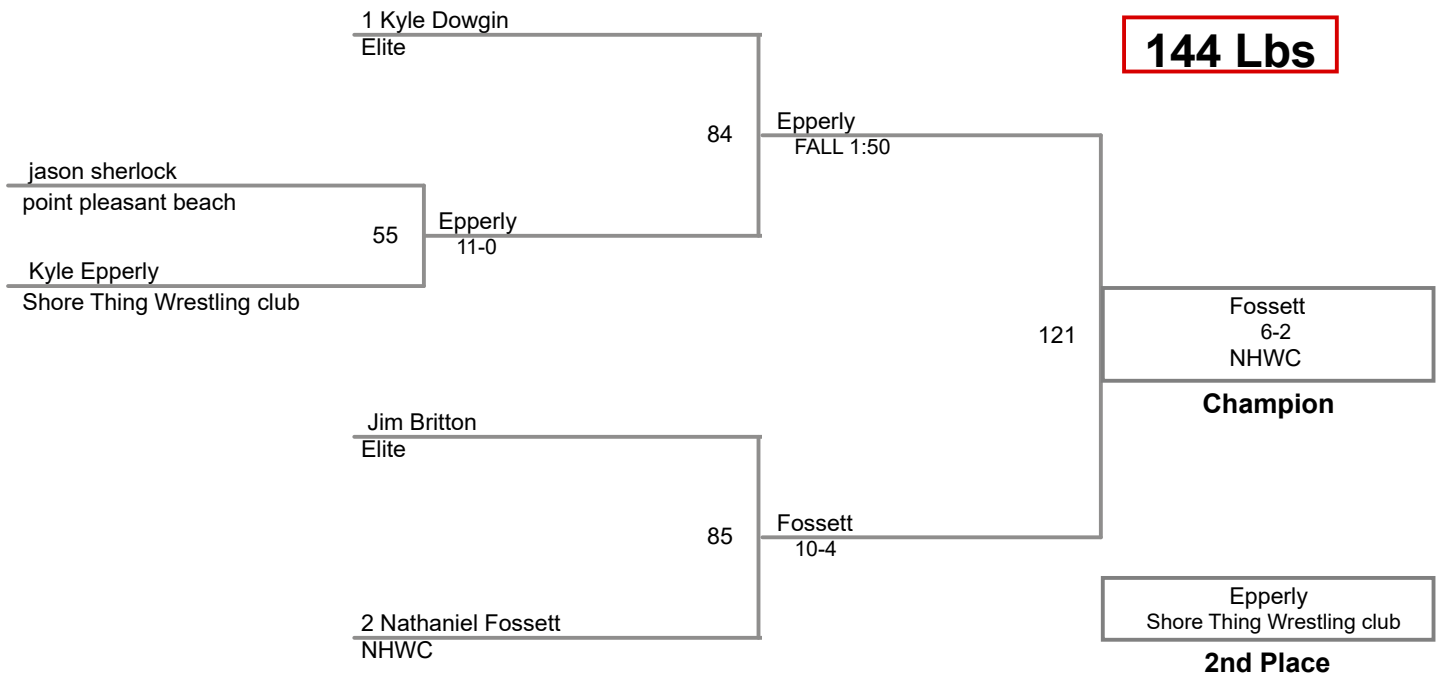 1 Kyle Dowgin
Elite
144 Lbs
84
Epperly
FALL 1:50
jason sherlock
point pleasant beach
55
Epperly
11-0
Kyle Epperly
Shore Thing Wrestling club
121
Fossett
6-2
NHWC
Champion
Jim Britton
Elite
85
Fossett
10-4
2 Nathaniel Fossett
NHWC
Epperly
Shore Thing Wrestling club
2nd Place